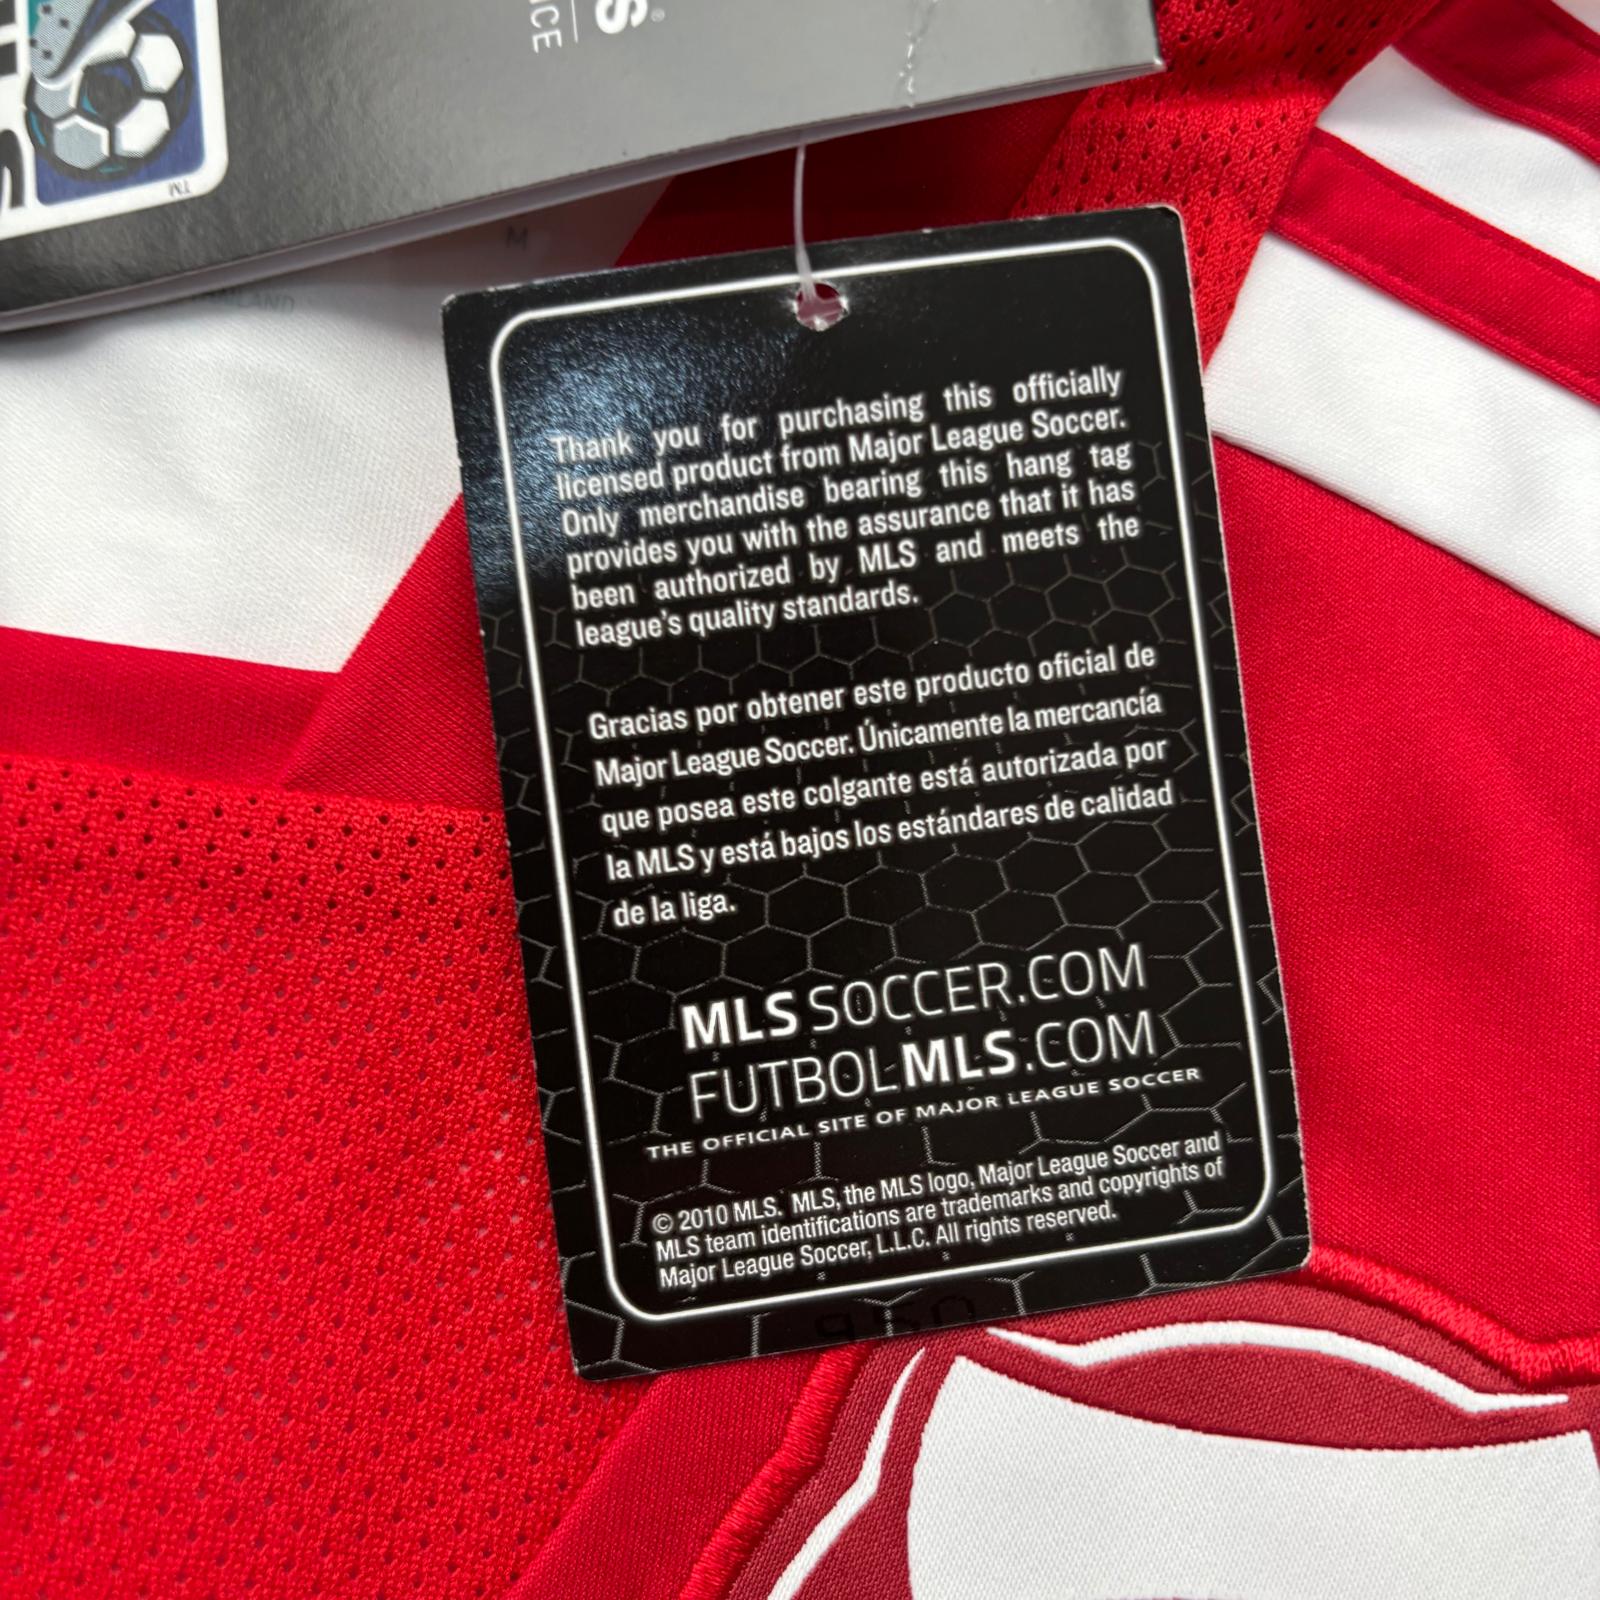 S
ICE
TM
M
THAILAND
Thank you for purchasing this officially
licensed product from Major League Soccer.
Only merchandise bearing this hang tag
provides you with the assurance that it has
been authorized by MLS and meets the
league's quality standards.
Gracias por obtener este producto oficial de
Major League Soccer. Únicamente la mercancía
que posea este colgante está autorizada por
la MLS y está bajos los estándares de calidad
de la liga.
MLSSOCCER.COM
FUTBOLMLS.COM
THE OFFICIAL SITE OF MAJOR LEAGUE SOCCER
© 2010 MLS. MLS, the MLS logo, Major League Soccer and
MLS team identifications are trademarks and copyrights of
Major League Soccer, L.L.C. All rights reserved.
950